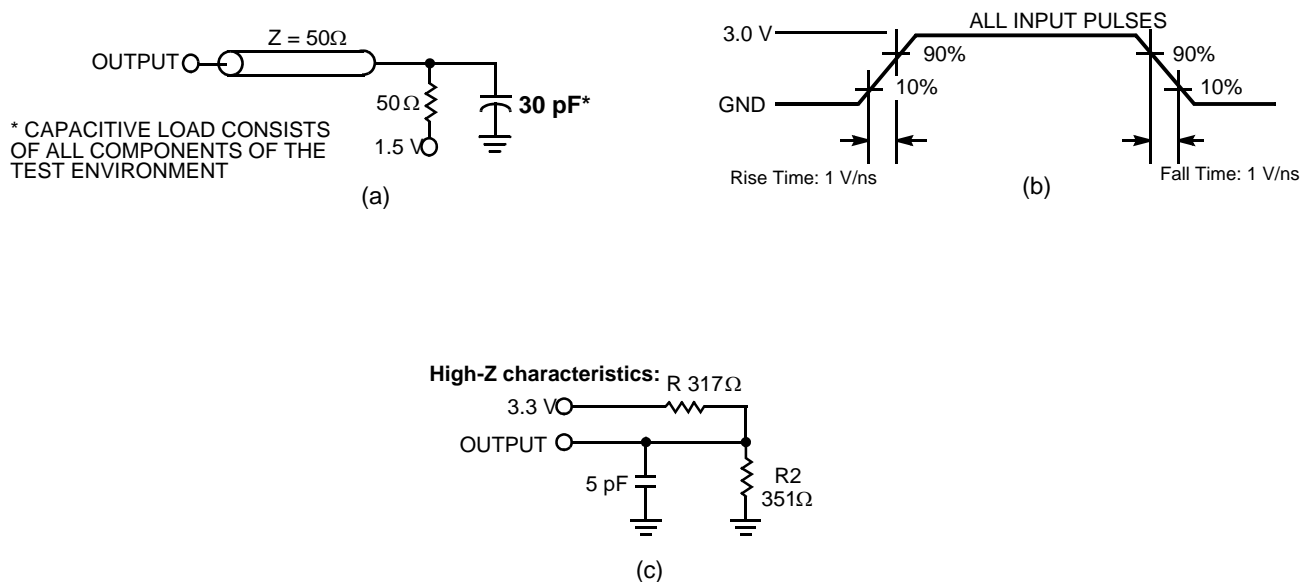 Z = 50Ω
OUTPUT
50Ω
30 pF*
1.5 V
* CAPACITIVE LOAD CONSISTS
OF ALL COMPONENTS OF THE
TEST ENVIRONMENT
(a)
ALL INPUT PULSES
3.0 V
90%
90%
10%
10%
GND
Rise Time: 1 V/ns
Fall Time: 1 V/ns
(b)
High-Z characteristics:
R 317Ω
3.3 V
OUTPUT
5 pF
R2
351Ω
(c)